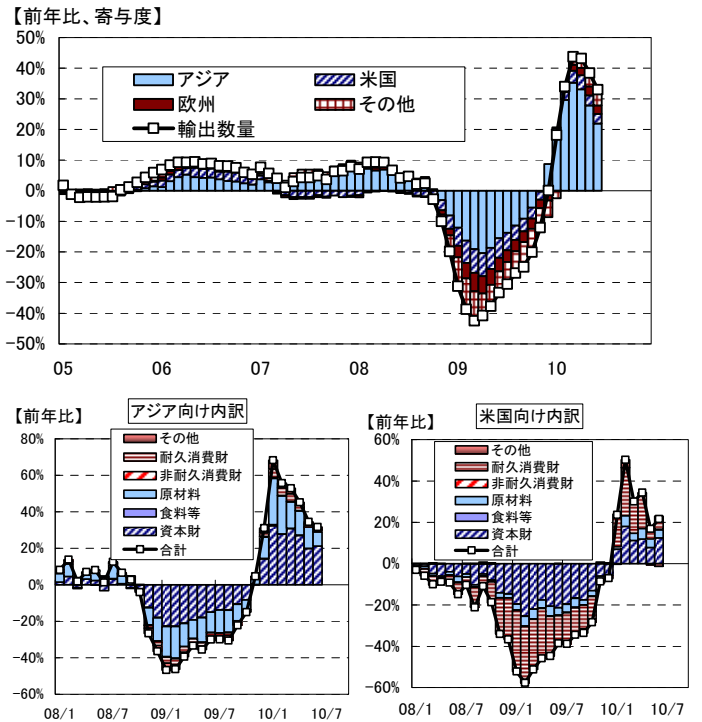 【前年比、寄与度】
50%
40%
30%
20%
10%
0%
-10%
-20%
-30%
-40%
-50%
アジア
米国
欧州
その他
輸出数量
05 06 07 08 09 10
【前年比】
アジア向け内訳
80%
60%
40%
20%
0%
-20%
-40%
-60%
その他
耐久消費財
非耐久消費財
原材料
食料等
資本財
合計
08/1 08/7 09/1 09/7 10/1 10/7
【前年比】
米国向け内訳
60%
40%
20%
0%
-20%
-40%
-60%
その他
耐久消費財
非耐久消費財
原材料
食料等
資本財
合計
08/1 08/7 09/1 09/7 10/1 10/7